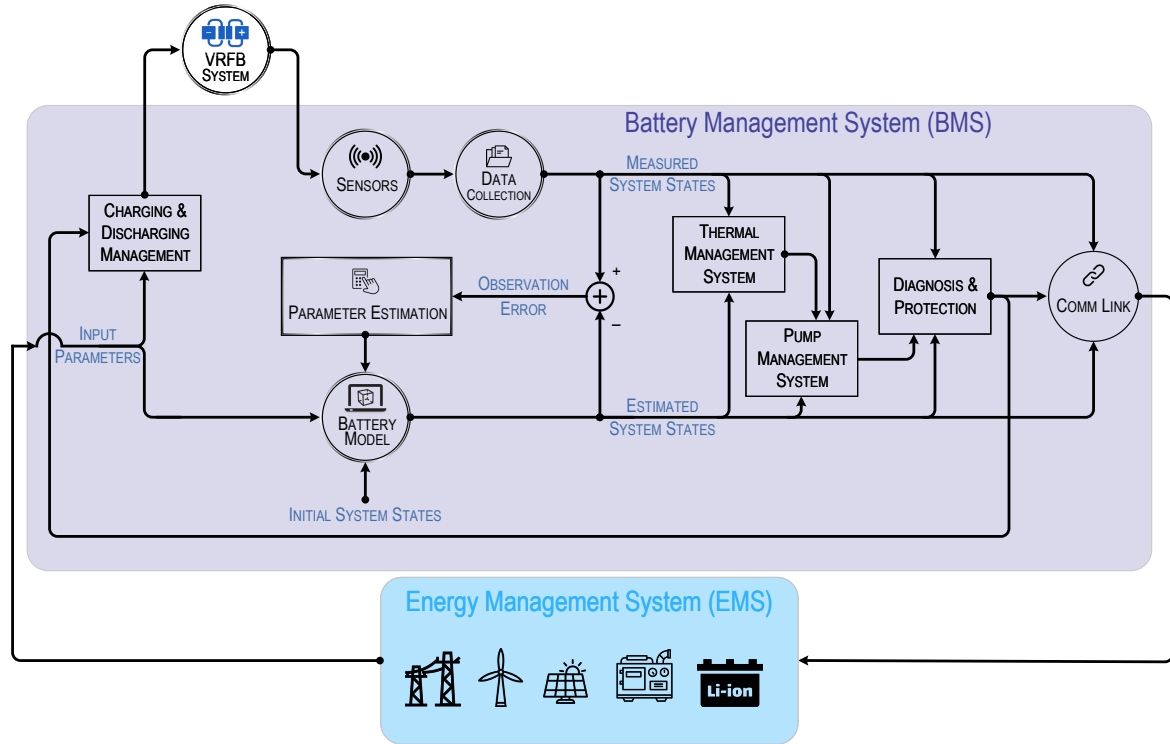 VRFB
SYSTEM
Battery Management System (BMS)
SENSORS
DATA
COLLECTION
MEASURED
SYSTEM STATES
CHARGING &
DISCHARGING
MANAGEMENT
THERMAL
MANAGEMENT
SYSTEM
PARAMETER ESTIMATION
OBSERVATION
ERROR
+
−
DIAGNOSIS &
PROTECTION
COMM LINK
INPUT
PARAMETERS
PUMP
MANAGEMENT
SYSTEM
BATTERY
MODEL
ESTIMATED
SYSTEM STATES
INITIAL SYSTEM STATES
Energy Management System (EMS)
Li-ion